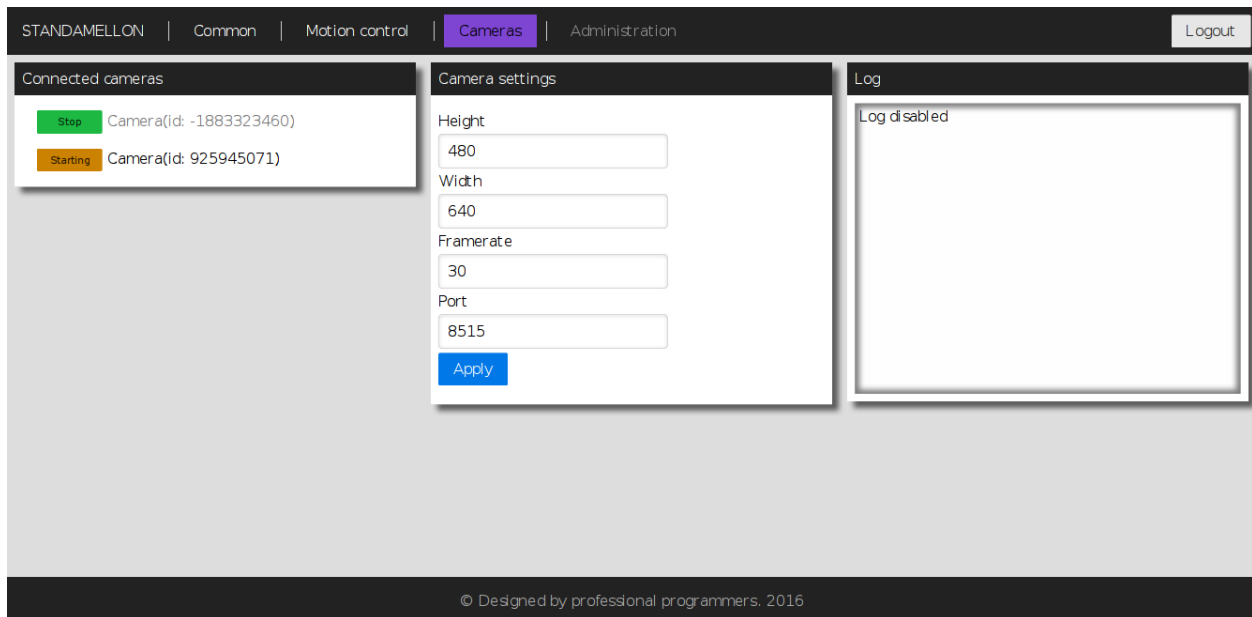 STANDAMELLON | Common | Motion control | Cameras | Administration Logout
Connected cameras
Stop Camera(id: -1883323460)
Starting Camera(id: 925945071)
Camera settings
Height
480
Width
640
Framerate
30
Port
8515
Apply
Log
Log disabled
© Designed by professional programmers. 2016